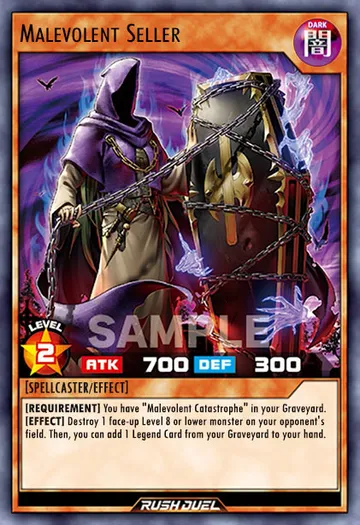 Malevolent Seller
DARK
闇
SAMPLE
LEVEL
2
ATK 700 DEF 300
[SPELLCASTER/EFFECT]
[REQUIREMENT] You have "Malevolent Catastrophe" in your Graveyard.
[EFFECT] Destroy 1 face-up Level 8 or lower monster on your opponent's
field. Then, you can add 1 Legend Card from your Graveyard to your hand.
RUSH DUEL